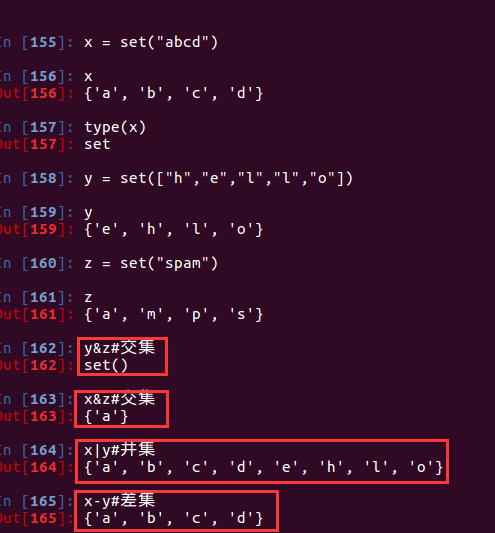 In [155]: x = set("abcd")
In [156]: x
Out[156]: {'a', 'b', 'c', 'd'}
In [157]: type(x)
Out[157]: set
In [158]: y = set(["h","e","l","l","o"])
In [159]: y
Out[159]: {'e', 'h', 'l', 'o'}
In [160]: z = set("spam")
In [161]: z
Out[161]: {'a', 'm', 'p', 's'}
In [162]: y&z#交集
Out[162]: set()
In [163]: x&z#交集
Out[163]: {'a'}
In [164]: x|y#并集
Out[164]: {'a', 'b', 'c', 'd', 'e', 'h', 'l', 'o'}
In [165]: x-y#差集
Out[165]: {'a', 'b', 'c', 'd'}